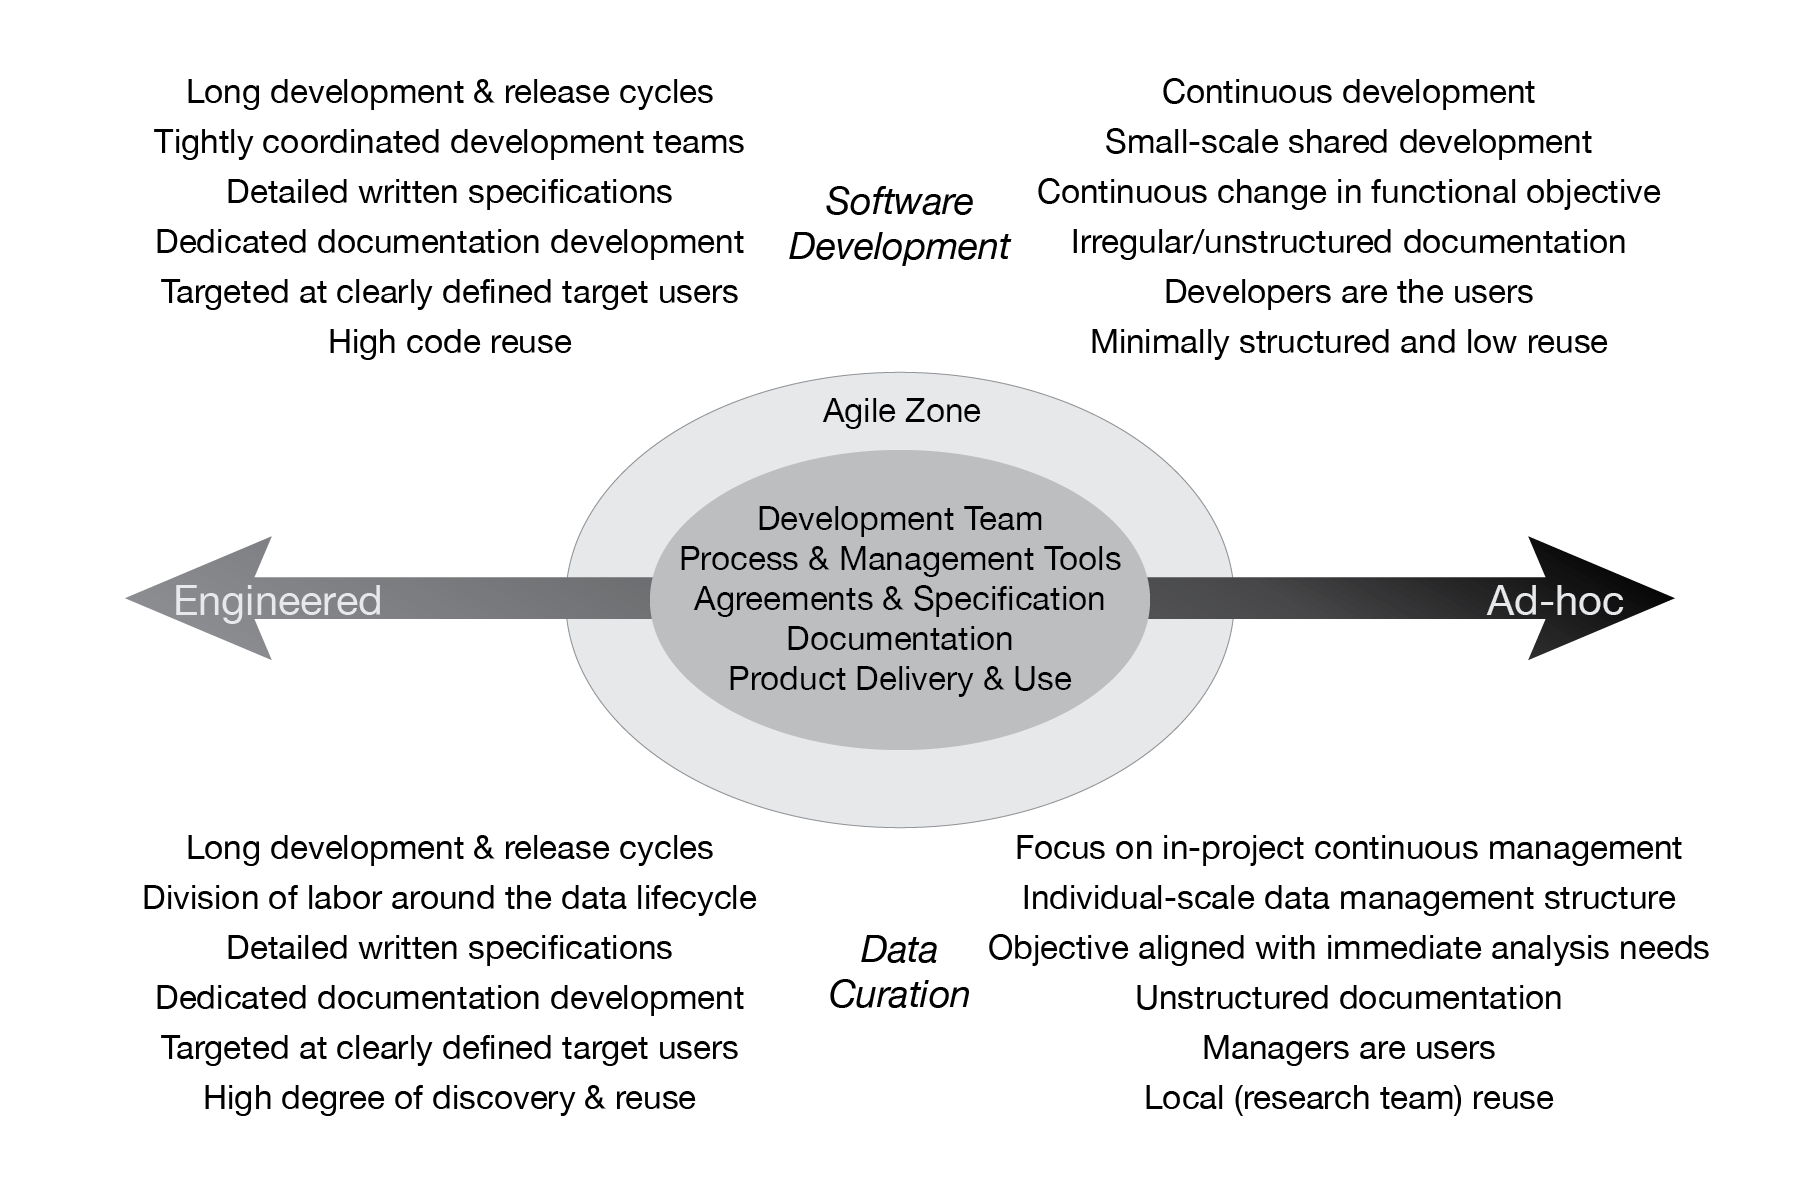 Long development & release cycles
Tightly coordinated development teams
Detailed written specifications
Dedicated documentation development
Targeted at clearly defined target users
High code reuse
Software
Development
Continuous development
Small-scale shared development
Continuous change in functional objective
Irregular/unstructured documentation
Developers are the users
Minimally structured and low reuse
Agile Zone
Development Team
Process & Management Tools
Agreements & Specification
Documentation
Product Delivery & Use
Engineered
Ad-hoc
Long development & release cycles
Division of labor around the data lifecycle
Detailed written specifications
Dedicated documentation development
Targeted at clearly defined target users
High degree of discovery & reuse
Data
Curation
Focus on in-project continuous management
Individual-scale data management structure
Objective aligned with immediate analysis needs
Unstructured documentation
Managers are users
Local (research team) reuse